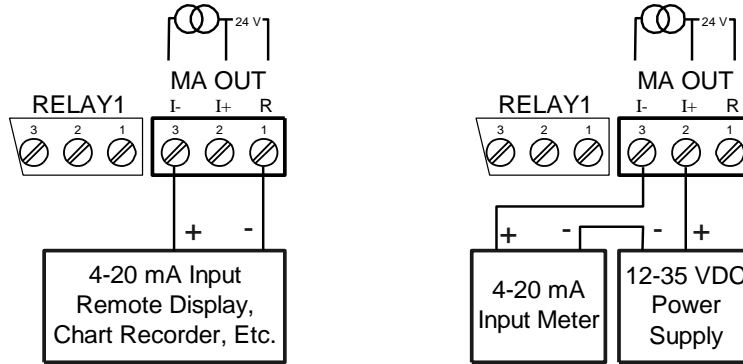 24 V
MA OUT
RELAY1 I- I+ R
3 2 1 3 2 1
+ -
4-20 mA Input
Remote Display,
Chart Recorder, Etc.
24 V
MA OUT
RELAY1 I- I+ R
3 2 1 3 2 1
+ - - +
4-20 mA
Input Meter
12-35 VDC
Power
Supply